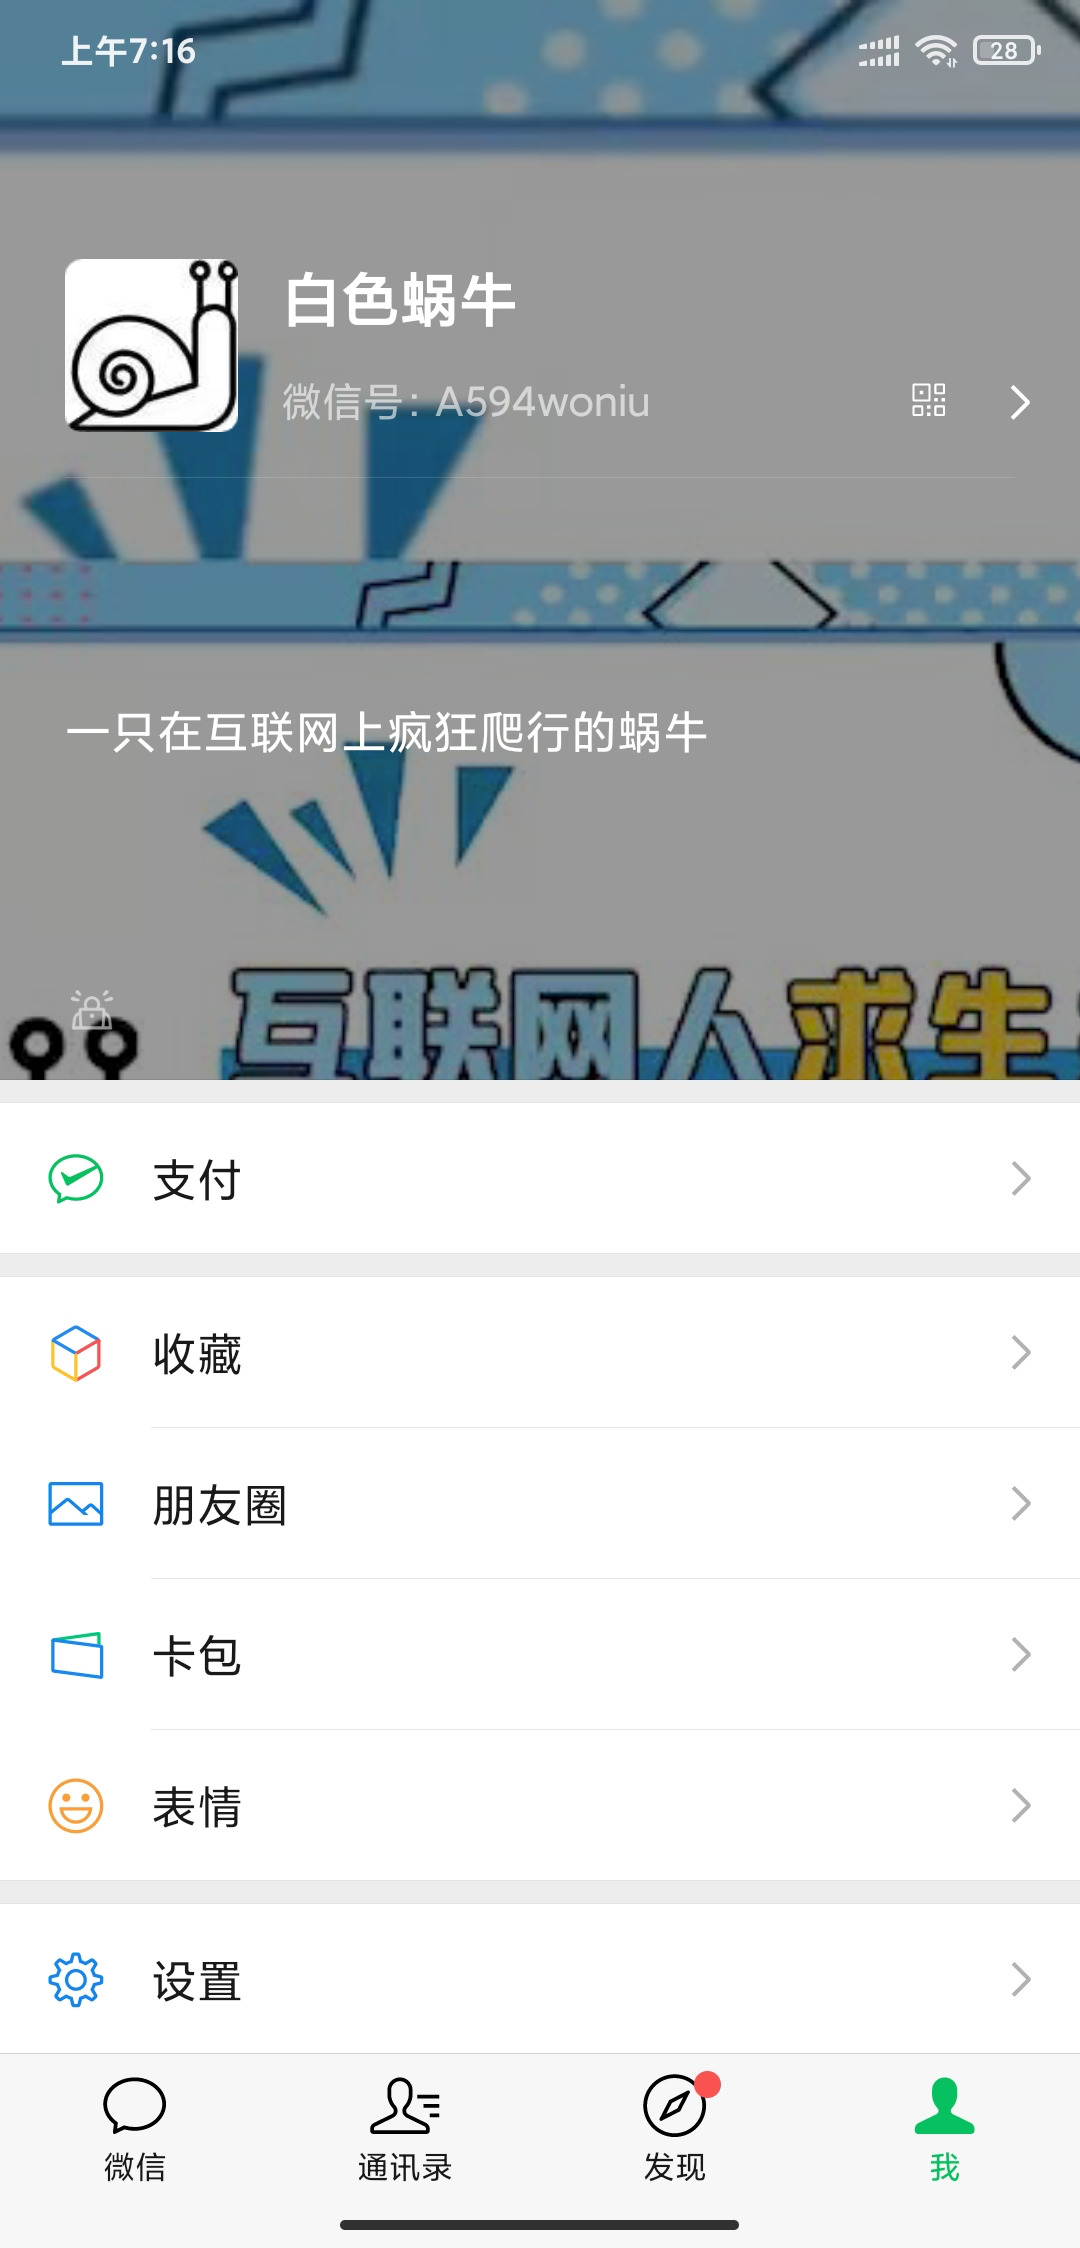 上午7:16
28
白色蜗牛
微信号: A594woniu
一只在互联网上疯狂爬行的蜗牛
互联网人求生
支付
收藏
朋友圈
卡包
表情
设置
微信
通讯录
发现
我